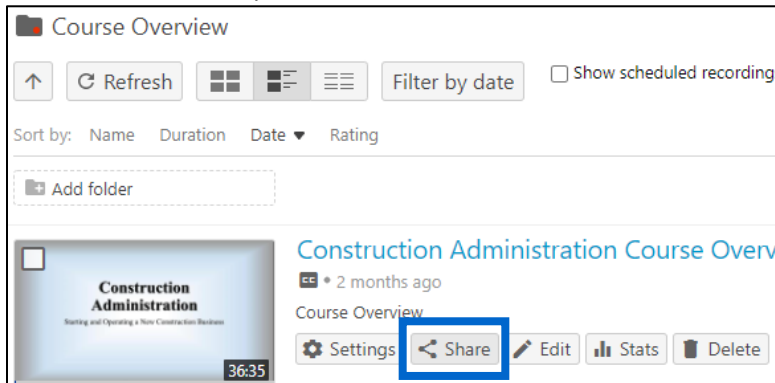 Course Overview
Refresh Filter by date Show scheduled recording
Sort by: Name Duration Date Rating
Add folder
Construction Administration Course Overv
CC • 2 months ago
Course Overview
Settings Share Edit Stats Delete
Construction
Administration
Starting and Operating a New Construction Business
36:35